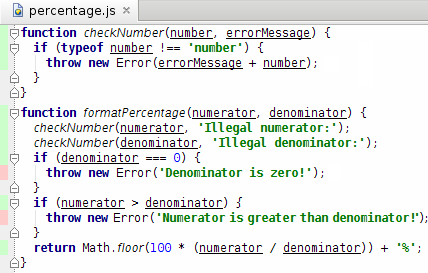 percentage.js
function checkNumber(number, errorMessage) {
if (typeof number !== 'number') {
throw new Error(errorMessage + number);
}
}
function formatPercentage(numerator, denominator) {
checkNumber(numerator, 'Illegal numerator:');
checkNumber(denominator, 'Illegal denominator:');
if (denominator === 0) {
throw new Error('Denominator is zero!');
}
if (numerator > denominator) {
throw new Error('Numerator is greater than denominator!');
}
return Math.floor(100 * (numerator / denominator)) + '%';
}